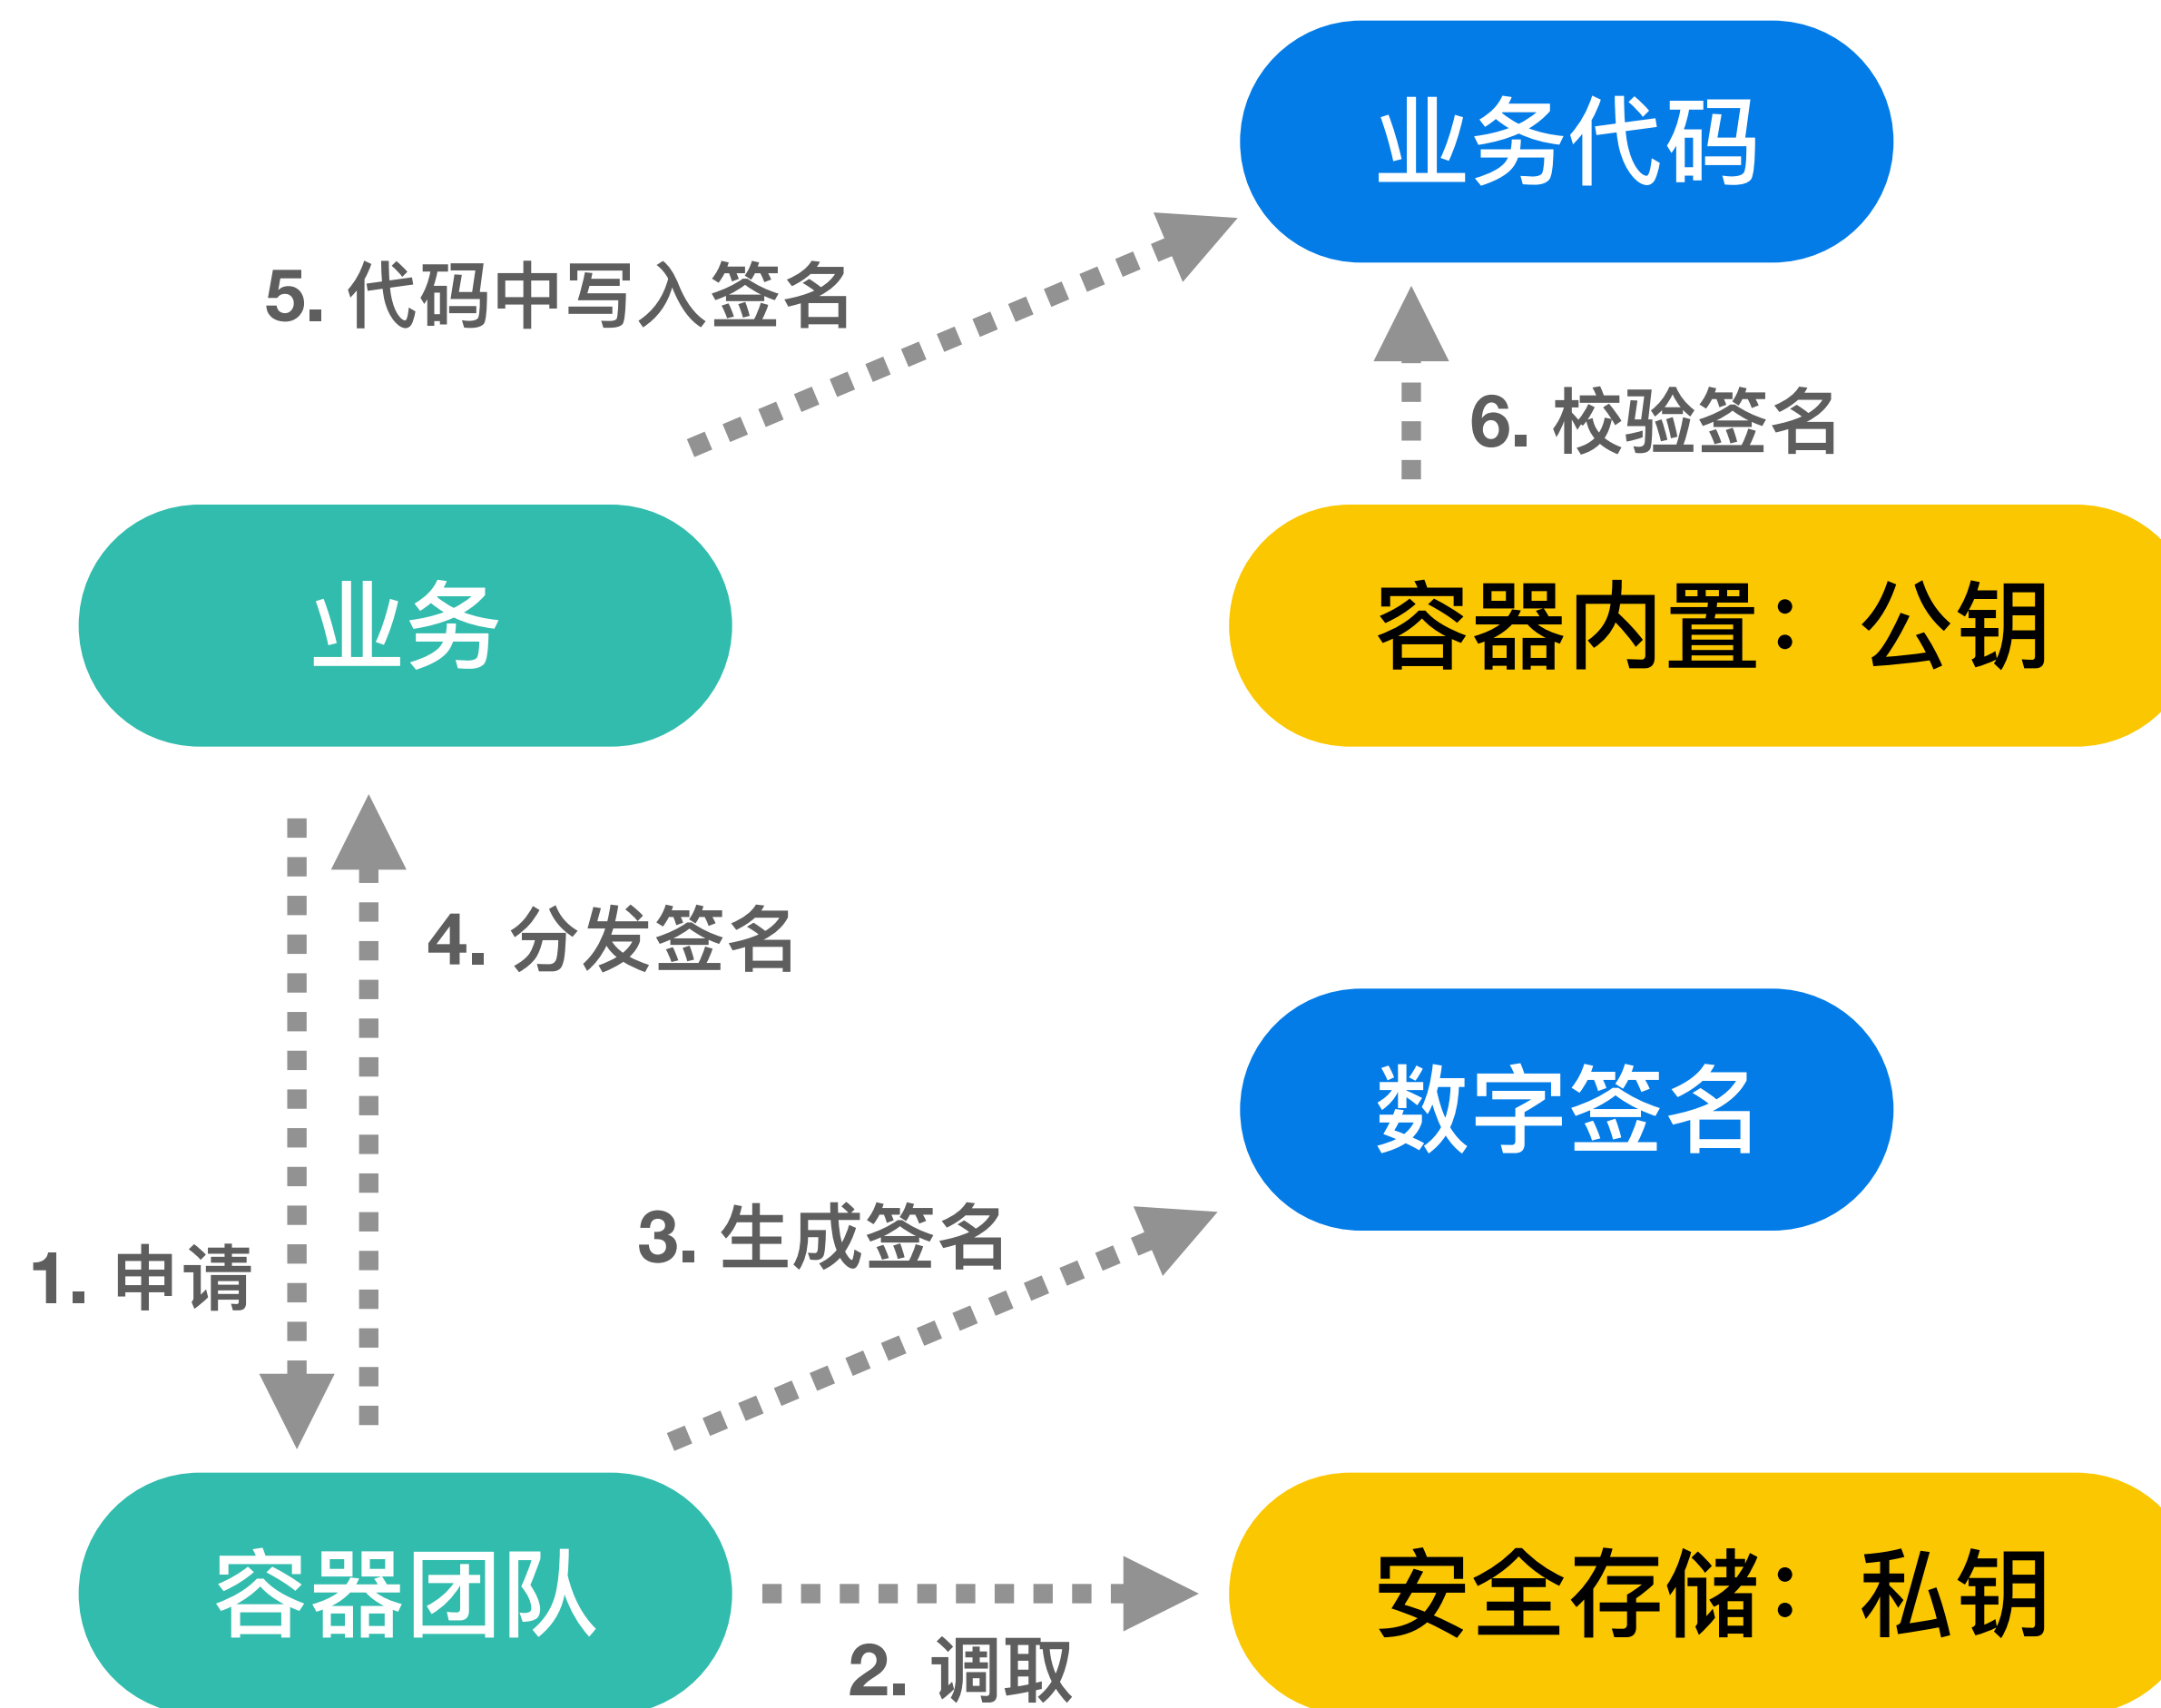 业务代码
5. 代码中写入签名
6. 校验签名
业务
容器内置：公钥
4. 分发签名
数字签名
3. 生成签名
1. 申请
容器团队
安全存储：私钥
2. 调取